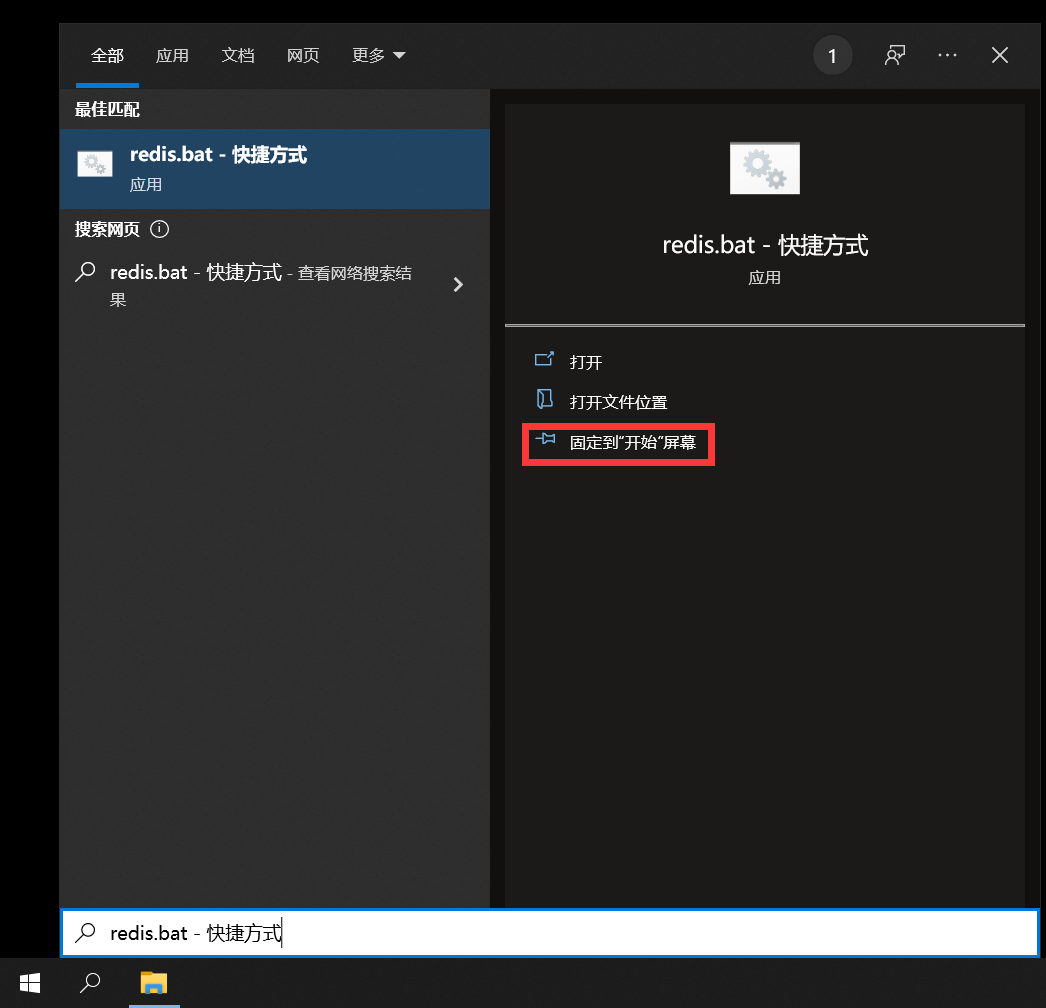 全部 应用 文档 网页 更多 1 ···
最佳匹配
redis.bat - 快捷方式
应用
搜索网页
redis.bat - 快捷方式 - 查看网络搜索结
果
redis.bat - 快捷方式
应用
打开
打开文件位置
固定到“开始”屏幕
redis.bat - 快捷方式